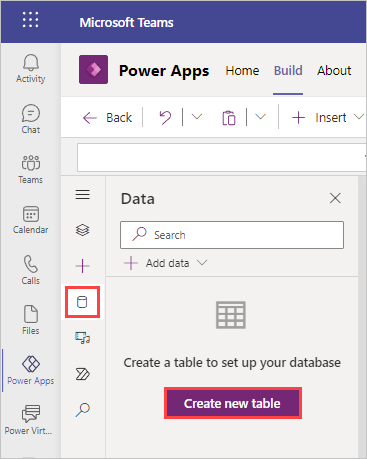 Microsoft Teams
Activity
Chat
Teams
Calendar
Calls
Files
Power Apps
Power Virt...
Power Apps Home Build About
Back Insert
Data
Search
Add data
Create a table to set up your database
Create new table